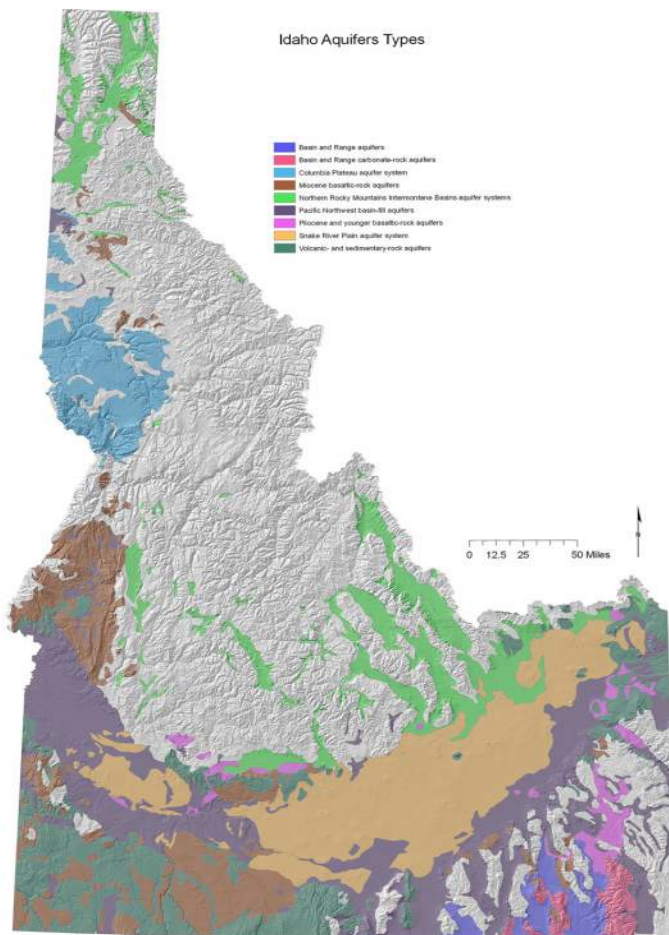 Idaho Aquifers Types
Basin and Range aquifers
Basin and Range carbonate-rock aquifers
Columbia Plateau aquifer system
Miocene basaltic-rock aquifers
Northern Rocky Mountains Intermontane Basins aquifer systems
Pacific Northwest basin-fill aquifers
Pliocene and younger basaltic-rock aquifers
Snake River Plain aquifer system
Volcanic- and sedimentary-rock aquifers
0 12.5 25 50 Miles
N